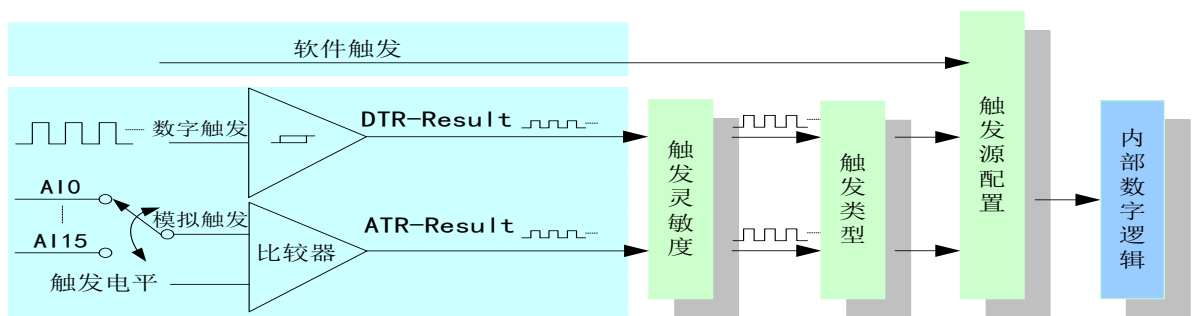 软件触发
数字触发
DTR-Result
AI0
模拟触发
ATR-Result
AI15
比较器
触发电平
触发灵敏度
触发类型
触发源配置
内部数字逻辑